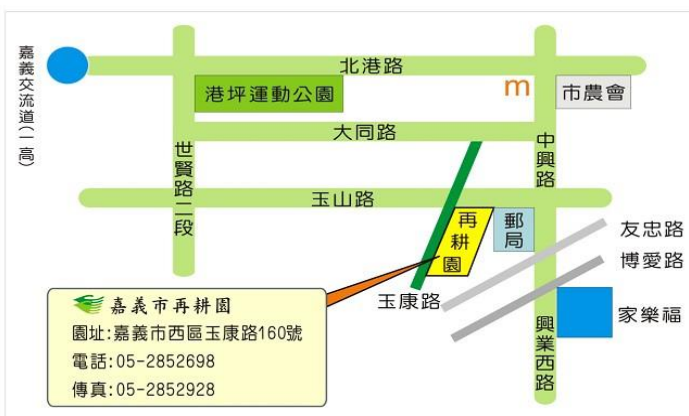 嘉義交流道(一高)
北港路
港坪運動公園
m
市農會
大同路
中興路
世賢路二段
玉山路
再耕園
郵局
友忠路
博愛路
玉康路
家樂福
興業西路
嘉義市再耕園
園址:嘉義市西區玉康路160號
電話:05-2852698
傳真:05-2852928